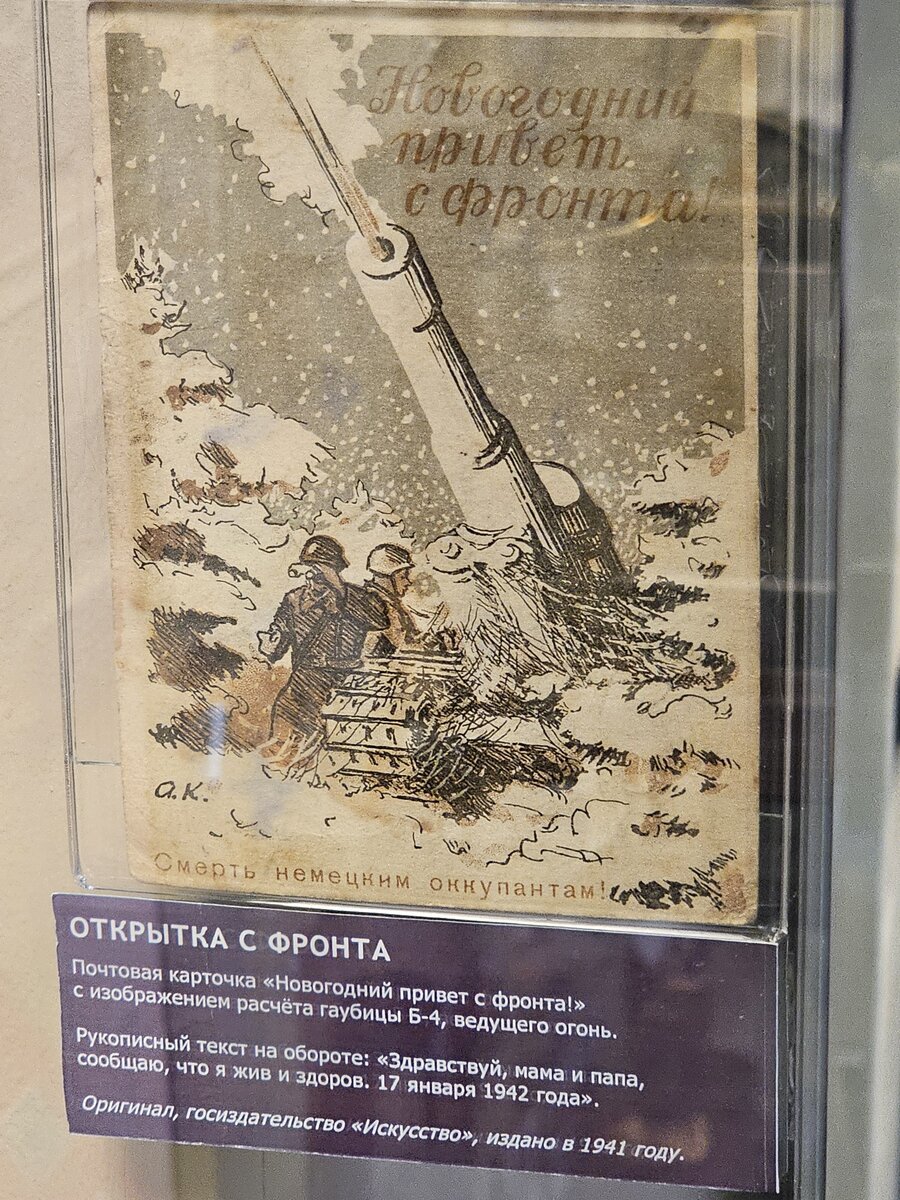 Новогодний
привет
с фронта!
а.к.
Смерть немецким оккупантам!
ОТКРЫТКА С ФРОНТА
Почтовая карточка «Новогодний привет с фронта!»
с изображением расчёта гаубицы Б-4, ведущего огонь.
Рукописный текст на обороте: «Здравствуй, мама и папа,
сообщаю, что я жив и здоров. 17 января 1942 года».
Оригинал, госиздательство «Искусство», издано в 1941 году.